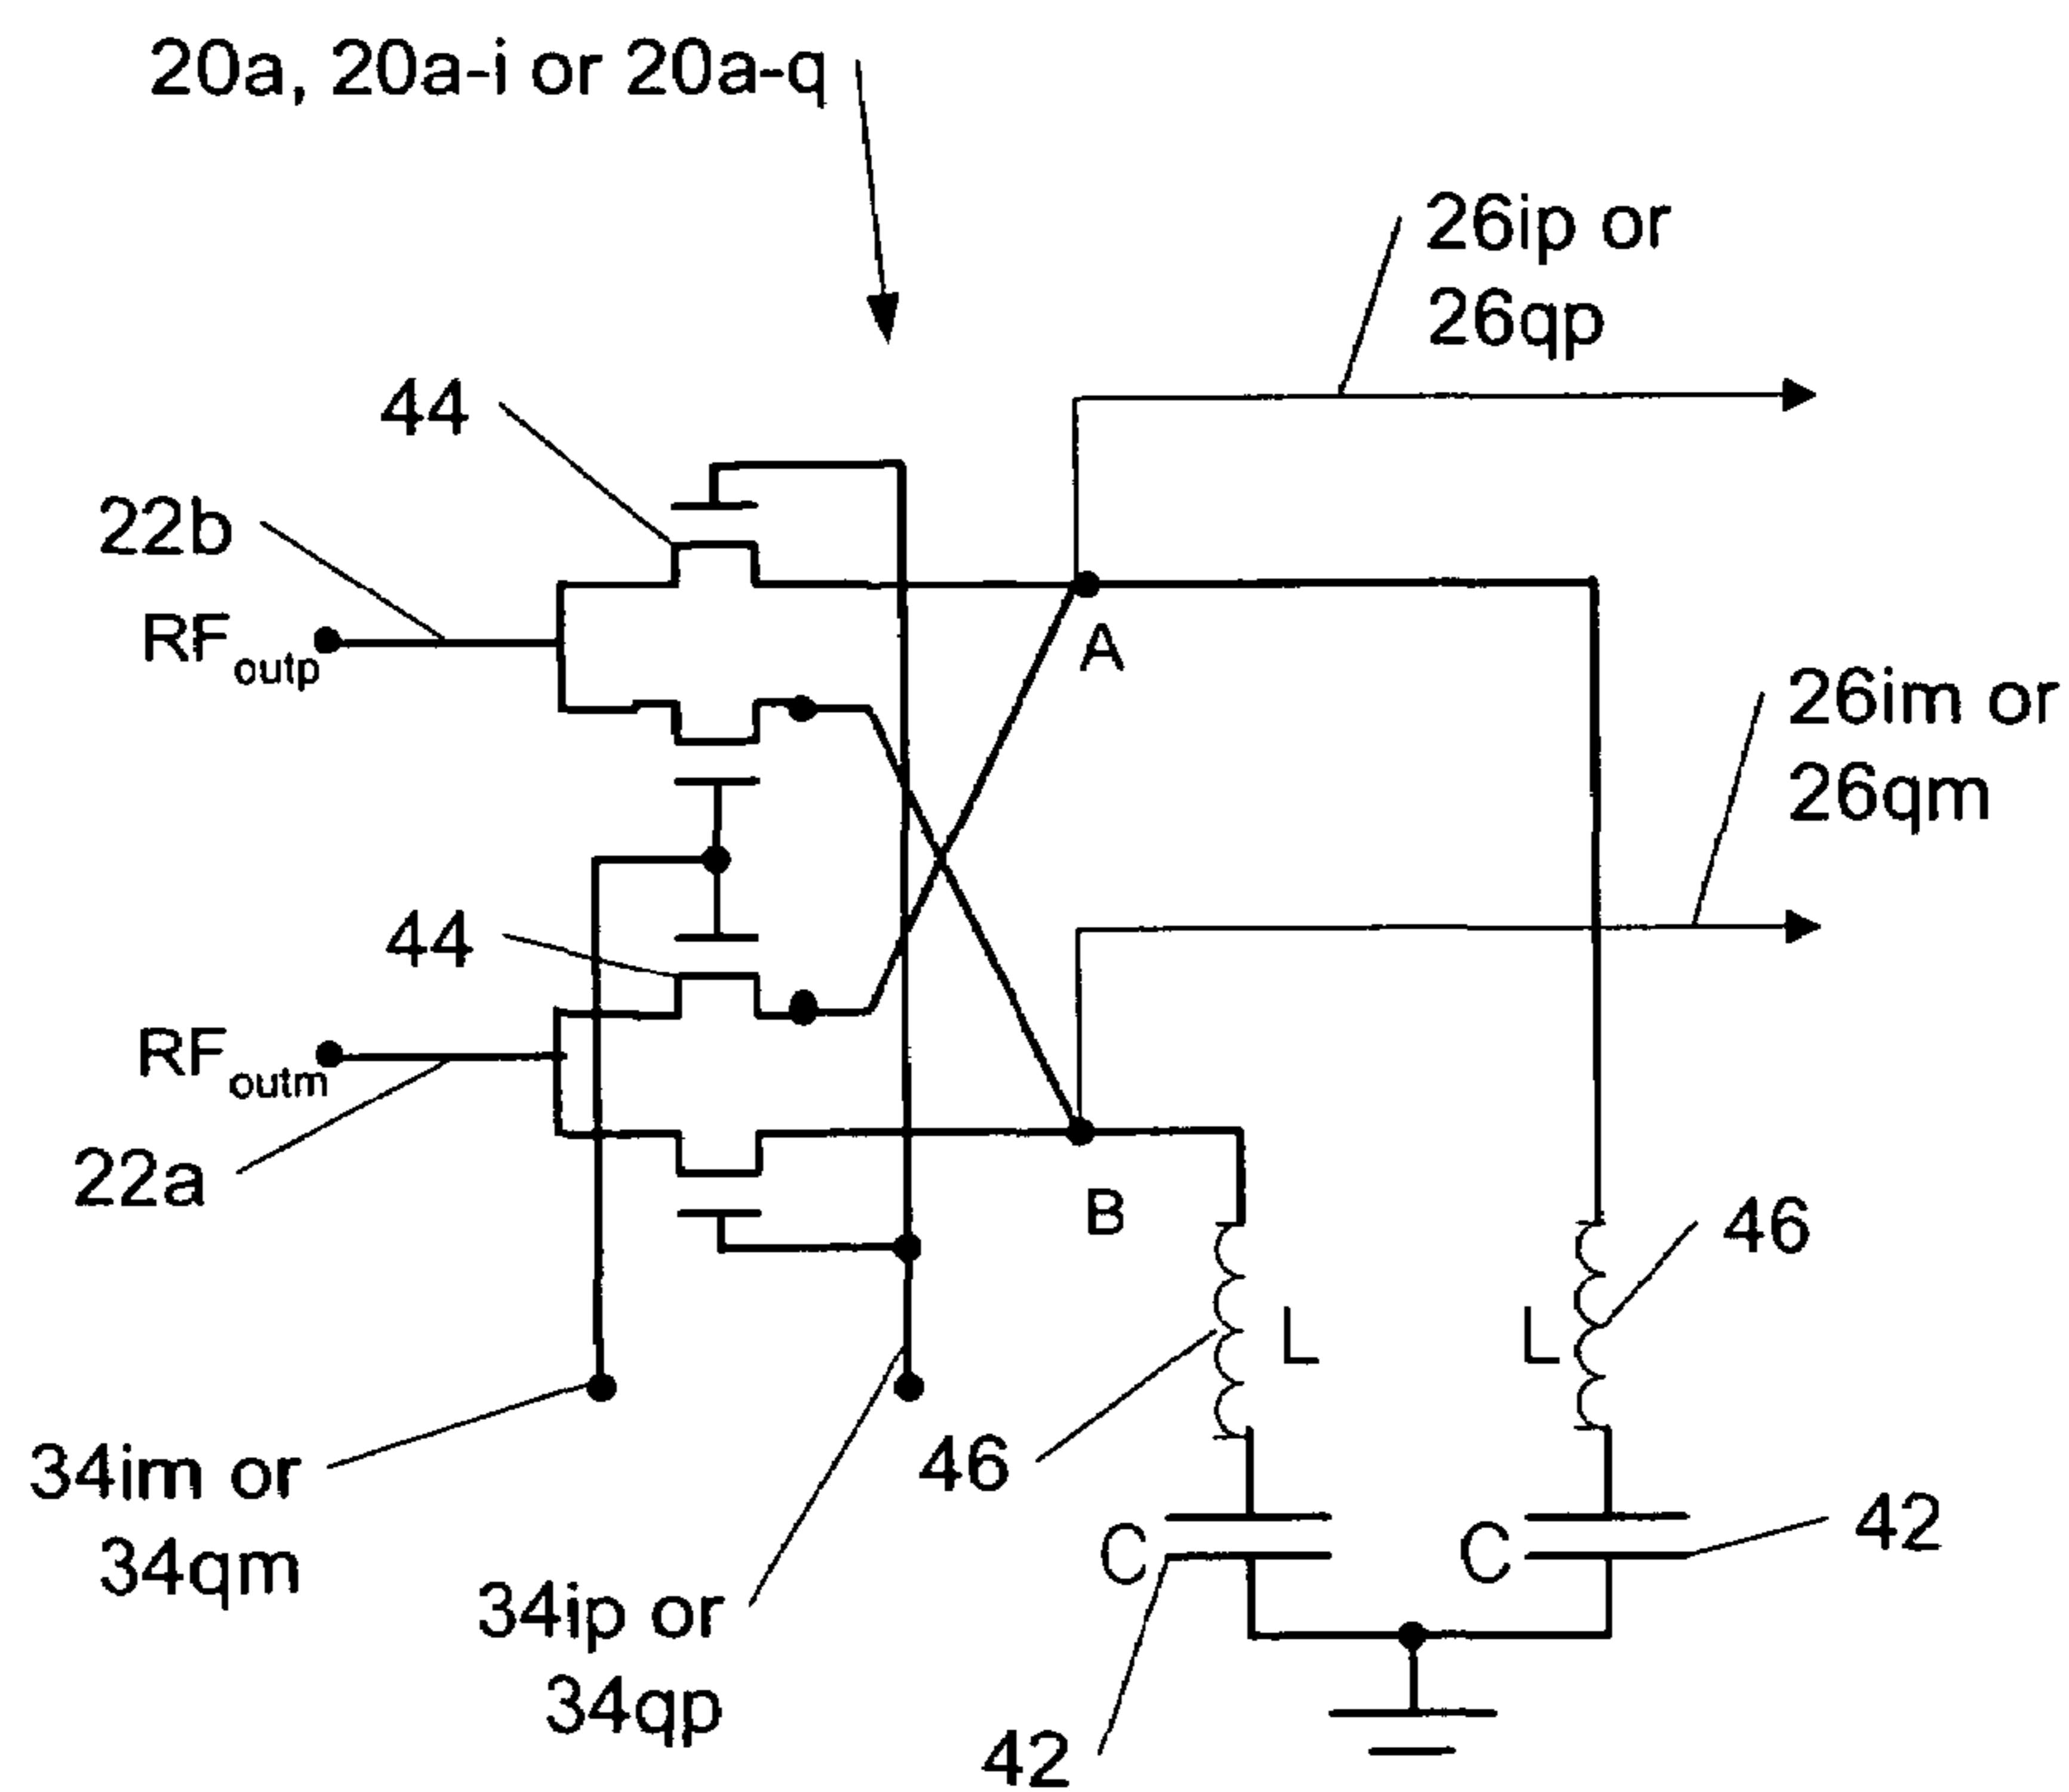 20a, 20a-i or 20a-q
26ip or
26qp
44
22b
RFoutp
A
26im or
26qm
44
RFoutm
22a
B
46
L
L
46
34im or
34qm
C
C
42
34ip or
34qp
42